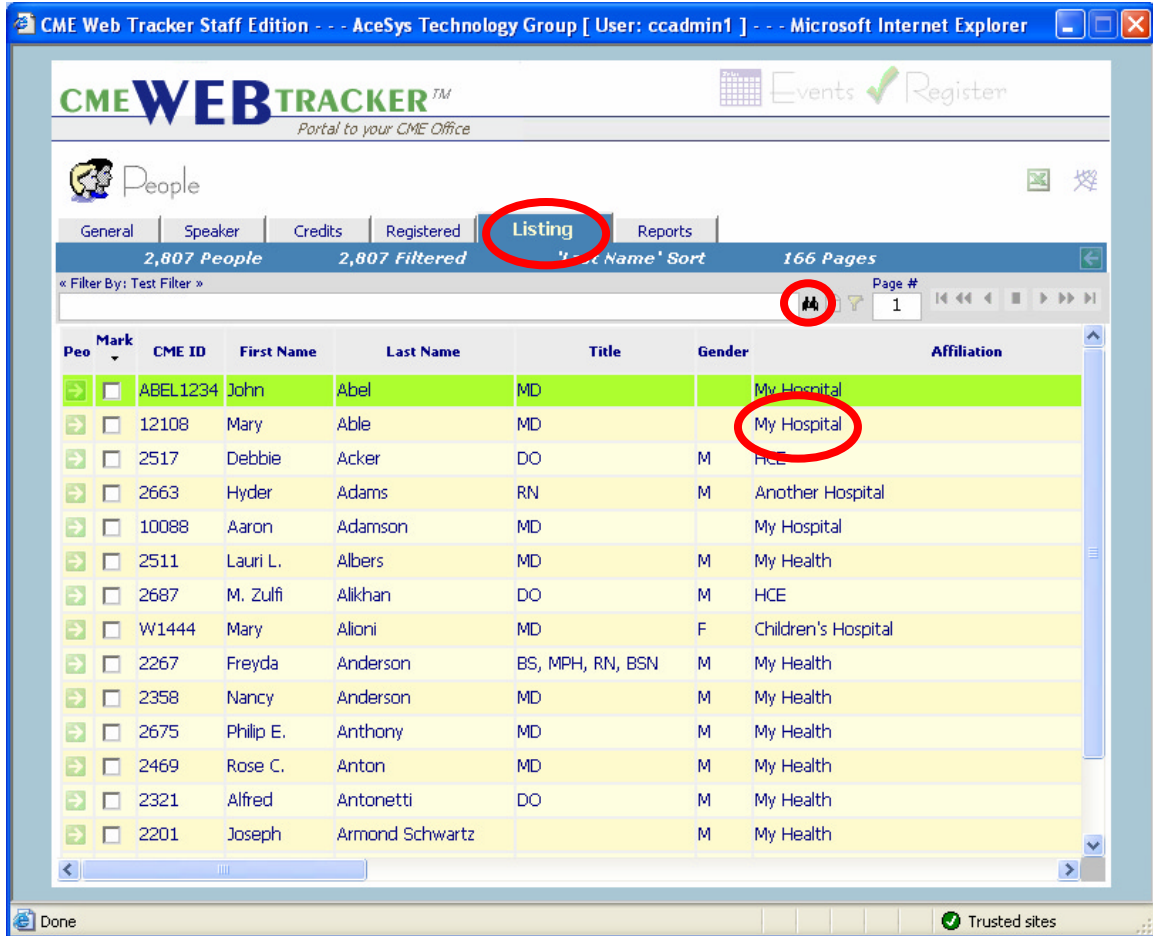 CME Web Tracker Staff Edition - - - AceSys Technology Group [ User: ccadmin1 ] - - - Microsoft Internet Explorer
CMEWEBTRACKER™
Portal to your CME Office
Events Register
People
General Speaker Credits Registered Listing Reports
2,807 People 2,807 Filtered 'Last Name' Sort 166 Pages
« Filter By: Test Filter » Page #
1
Peo Mark CME ID First Name Last Name Title Gender Affiliation
ABEL1234 John Abel MD My Hospital
12108 Mary Able MD My Hospital
2517 Debbie Acker DO M HCE
2663 Hyder Adams RN M Another Hospital
10088 Aaron Adamson MD My Hospital
2511 Lauri L. Albers MD M My Health
2687 M. Zulfi Alikhan DO M HCE
W1444 Mary Alioni MD F Children's Hospital
2267 Freyda Anderson BS, MPH, RN, BSN M My Health
2358 Nancy Anderson MD M My Health
2675 Philip E. Anthony MD M My Health
2469 Rose C. Anton MD M My Health
2321 Alfred Antonetti DO M My Health
2201 Joseph Armond Schwartz M My Health
Done Trusted sites